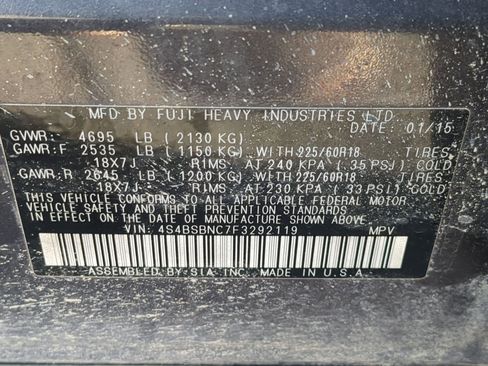 MFD BY FUJI HEAVY INDUSTRIES LTD.
GVWR: 4695 LB (2130 KG) DATE: 01/15
GAWR:F 2535 LB (1150 KG) WITH 225/60R18 TIRES
18X7J RIMS AT 240 KPA (35 PSJ) COLD
GAWR:R 2645 LB (1200 KG) WITH 225/60R18 TIRES
18X7J RIMS AT 230 KPA (33 PSJ) COLD
THIS VEHICLE CONFORMS TO ALL APPLICABLE FEDERAL MOTOR
VEHICLE SAFETY AND THEFT PREVENTION STANDARDS
IN EFFECT ON THE DATE OF MANUFACTURE SHOWN ABOVE.
VIN: 4S4BSBNC7F3292119 MPV
ASSEMBLED BY SIA INC. MADE IN U.S.A